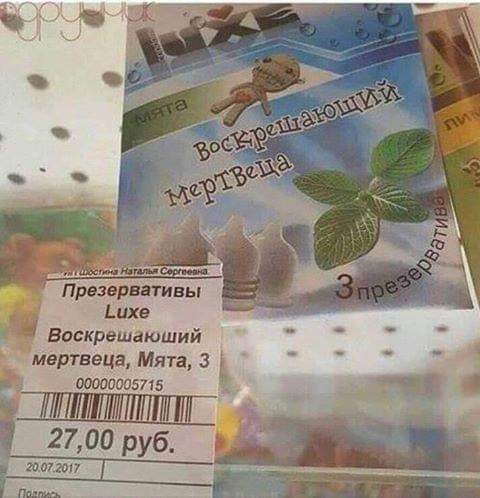 Luxe
мята
Воскрешающий
мертвеца
3 презерватива
ИП Шостина Наталья Сергеевна.
Презервативы
Luxe
Воскрешаюший
мертвеца, Мята, 3
00000005715
27,00 руб.
20.07.2017
Подпись